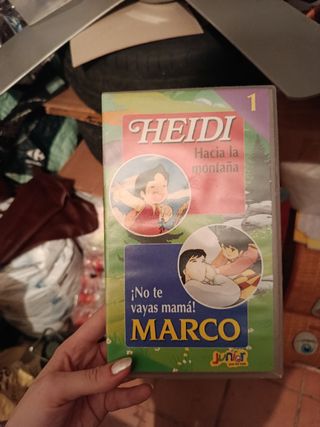 1
HEIDI
Hacia la
montaña
¡No te
vayas mamá!
MARCO
junior